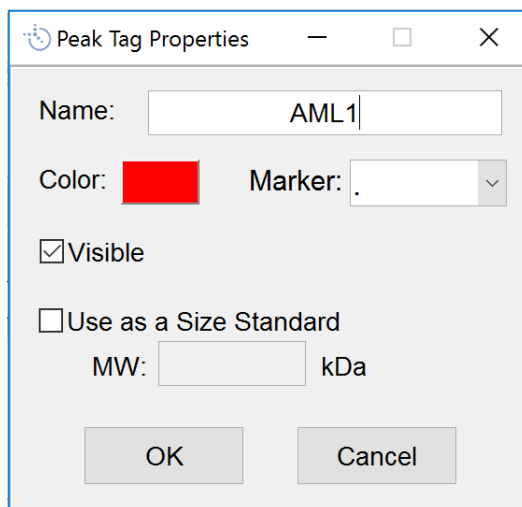 Peak Tag Properties
Name: AML1
Color: Marker: .
Visible
Use as a Size Standard
MW: kDa
OK Cancel